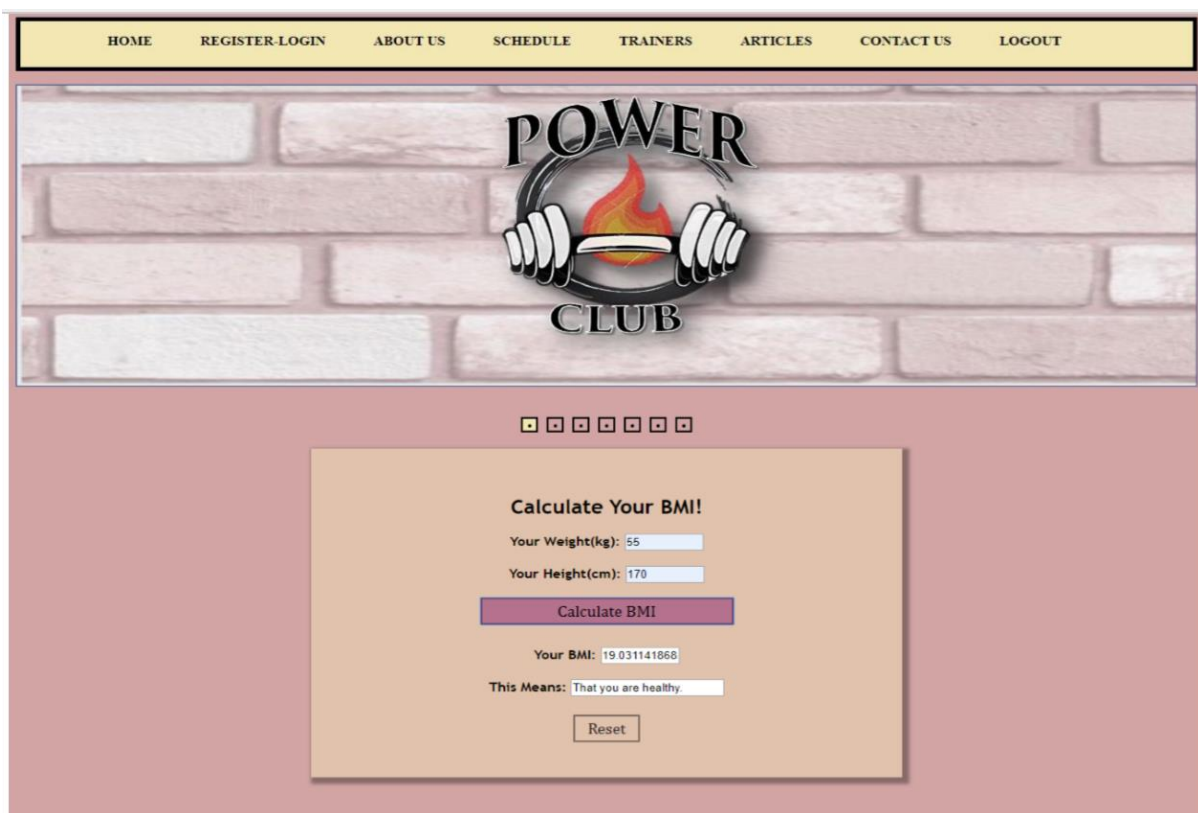 HOME REGISTER-LOGIN ABOUT US SCHEDULE TRAINERS ARTICLES CONTACT US LOGOUT
POWER
CLUB
Calculate Your BMI!
Your Weight(kg): 55
Your Height(cm): 170
Calculate BMI
Your BMI: 19.031141868
This Means: That you are healthy.
Reset